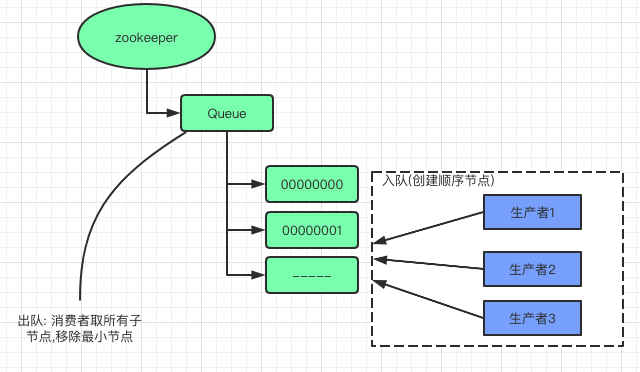 zookeeper
Queue
00000000
00000001
-----
入队(创建顺序节点)
生产者1
生产者2
生产者3
出队: 消费者取所有子
节点,移除最小节点